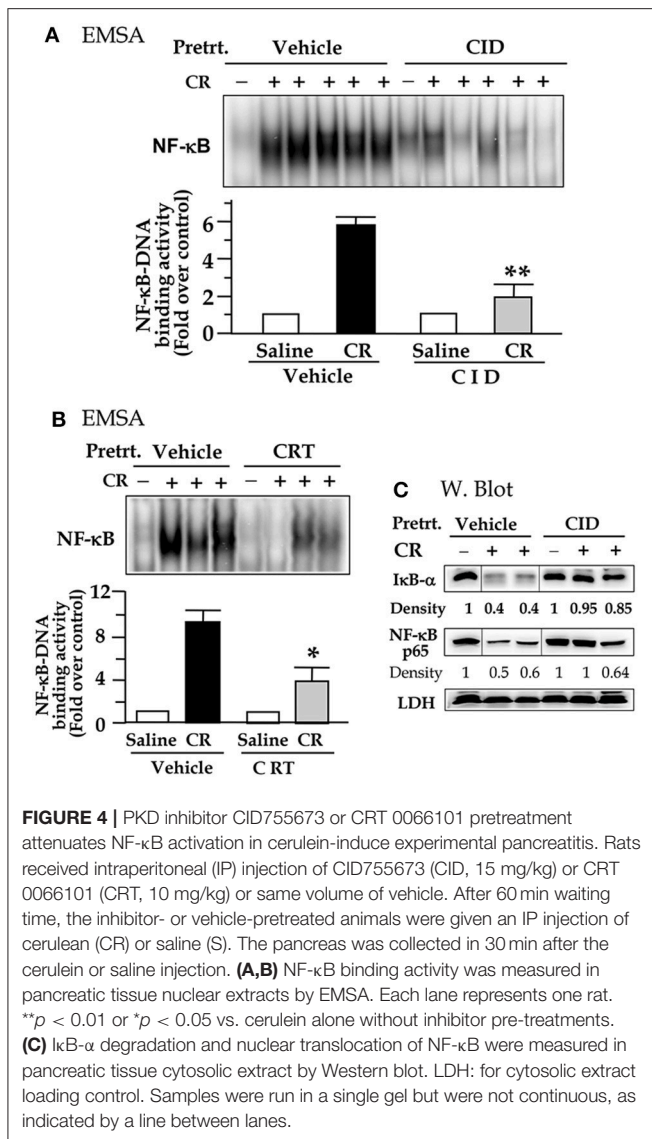 A EMSA
Pretrt. Vehicle CID
CR − + + + + + − + + + + +
NF-κB
NF-κB-DNA
binding activity
(Fold over control)
6
4
2
0
**
Saline CR Saline CR
Vehicle C I D
B EMSA
Pretrt. Vehicle CRT
CR − + + + − + + +
NF-κB
NF-κB-DNA
binding activity
(Fold over control)
12
8
4
0
*
Saline CR Saline CR
Vehicle C RT
C W. Blot
Pretrt. Vehicle CID
CR − + + − + +
IκB-α
Density 1 0.4 0.4 1 0.95 0.85
NF-κB
p65
Density 1 0.5 0.6 1 1 0.64
LDH
FIGURE 4 | PKD inhibitor CID755673 or CRT 0066101 pretreatment
attenuates NF-κB activation in cerulein-induce experimental pancreatitis. Rats
received intraperitoneal (IP) injection of CID755673 (CID, 15 mg/kg) or CRT
0066101 (CRT, 10 mg/kg) or same volume of vehicle. After 60 min waiting
time, the inhibitor- or vehicle-pretreated animals were given an IP injection of
cerulean (CR) or saline (S). The pancreas was collected in 30 min after the
cerulein or saline injection. (A,B) NF-κB binding activity was measured in
pancreatic tissue nuclear extracts by EMSA. Each lane represents one rat.
**p < 0.01 or *p < 0.05 vs. cerulein alone without inhibitor pre-treatments.
(C) IκB-α degradation and nuclear translocation of NF-κB were measured in
pancreatic tissue cytosolic extract by Western blot. LDH: for cytosolic extract
loading control. Samples were run in a single gel but were not continuous, as
indicated by a line between lanes.